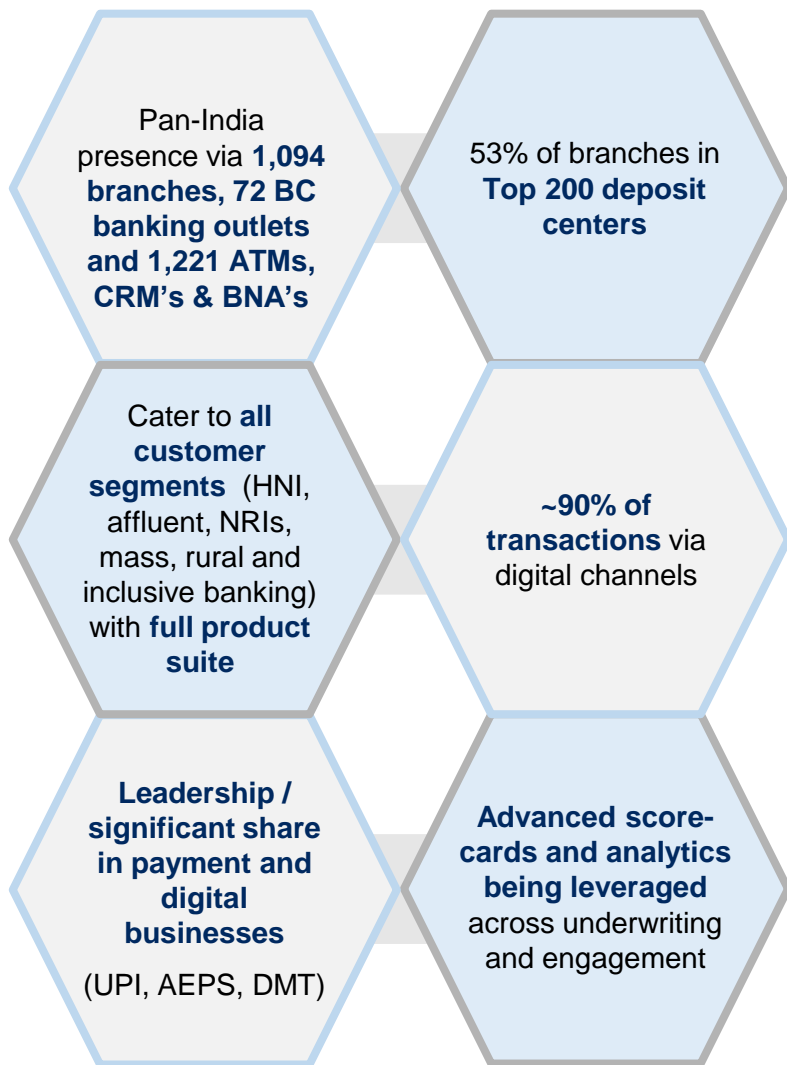 Pan-India
presence via 1,094
branches, 72 BC
banking outlets
and 1,221 ATMs,
CRM's & BNA's
53% of branches in
Top 200 deposit
centers
Cater to all
customer
segments (HNI,
affluent, NRIs,
mass, rural and
inclusive banking)
with full product
suite
~90% of
transactions via
digital channels
Leadership /
significant share
in payment and
digital
businesses
(UPI, AEPS, DMT)
Advanced score-
cards and analytics
being leveraged
across underwriting
and engagement